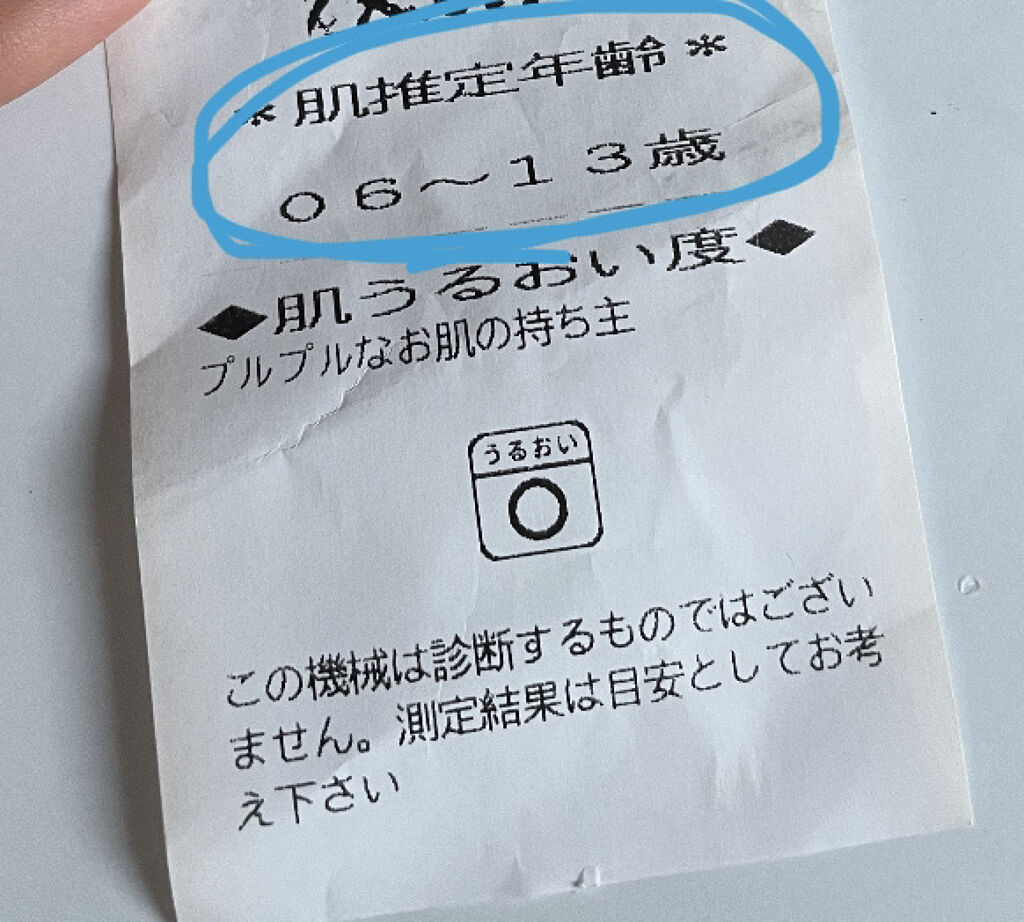 *肌推定年齢*
06〜13歳
◆肌うるおい度◆
プルプルなお肌の持ち主
うるおい
この機械は診断するものではござい
ません。測定結果は目安としてお考
え下さい